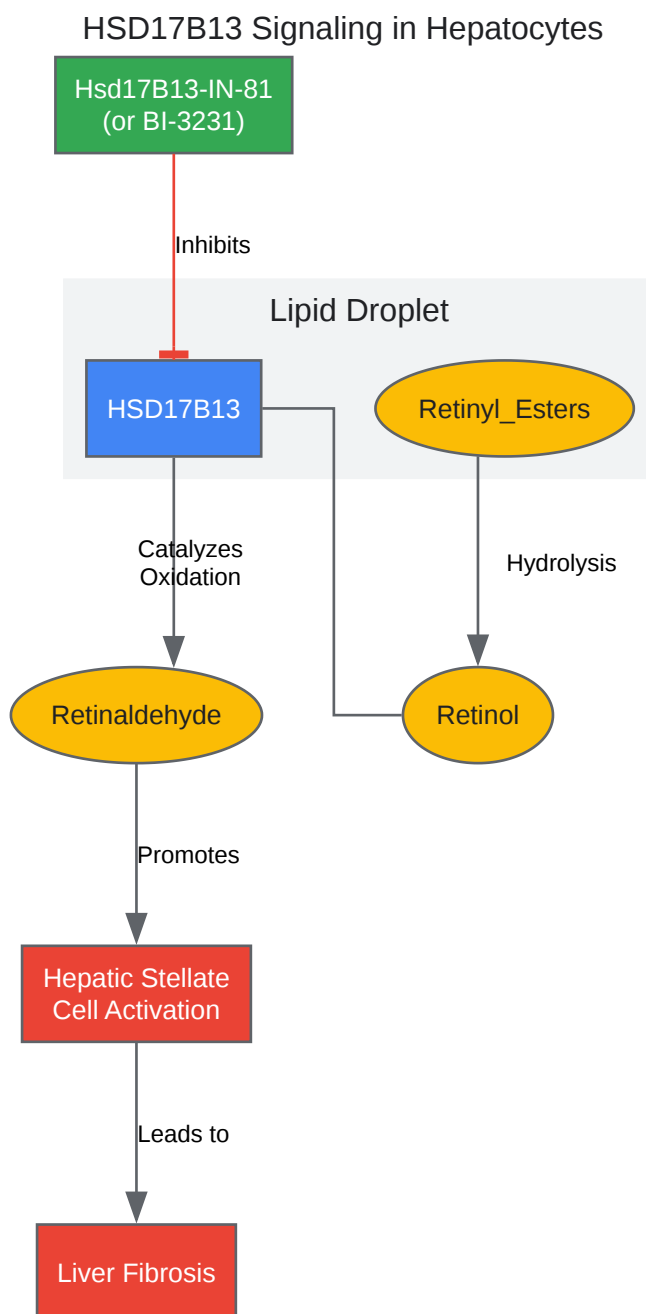 HSD17B13 Signaling in Hepatocytes
Hsd17B13-IN-81
(or BI-3231)
Inhibits
Lipid Droplet
HSD17B13
Retinyl_Esters
Catalyzes
Oxidation
Hydrolysis
Retinaldehyde
Retinol
Promotes
Hepatic Stellate
Cell Activation
Leads to
Liver Fibrosis